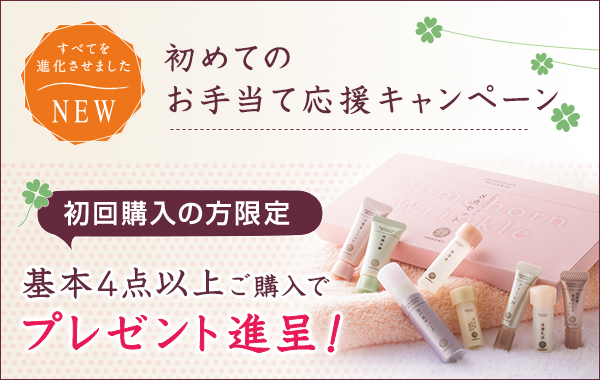 すべてを
進化させました
NEW
初めての
お手当て応援キャンペーン
初回購入の方限定
基本4点以上ご購入で
プレゼント進呈!